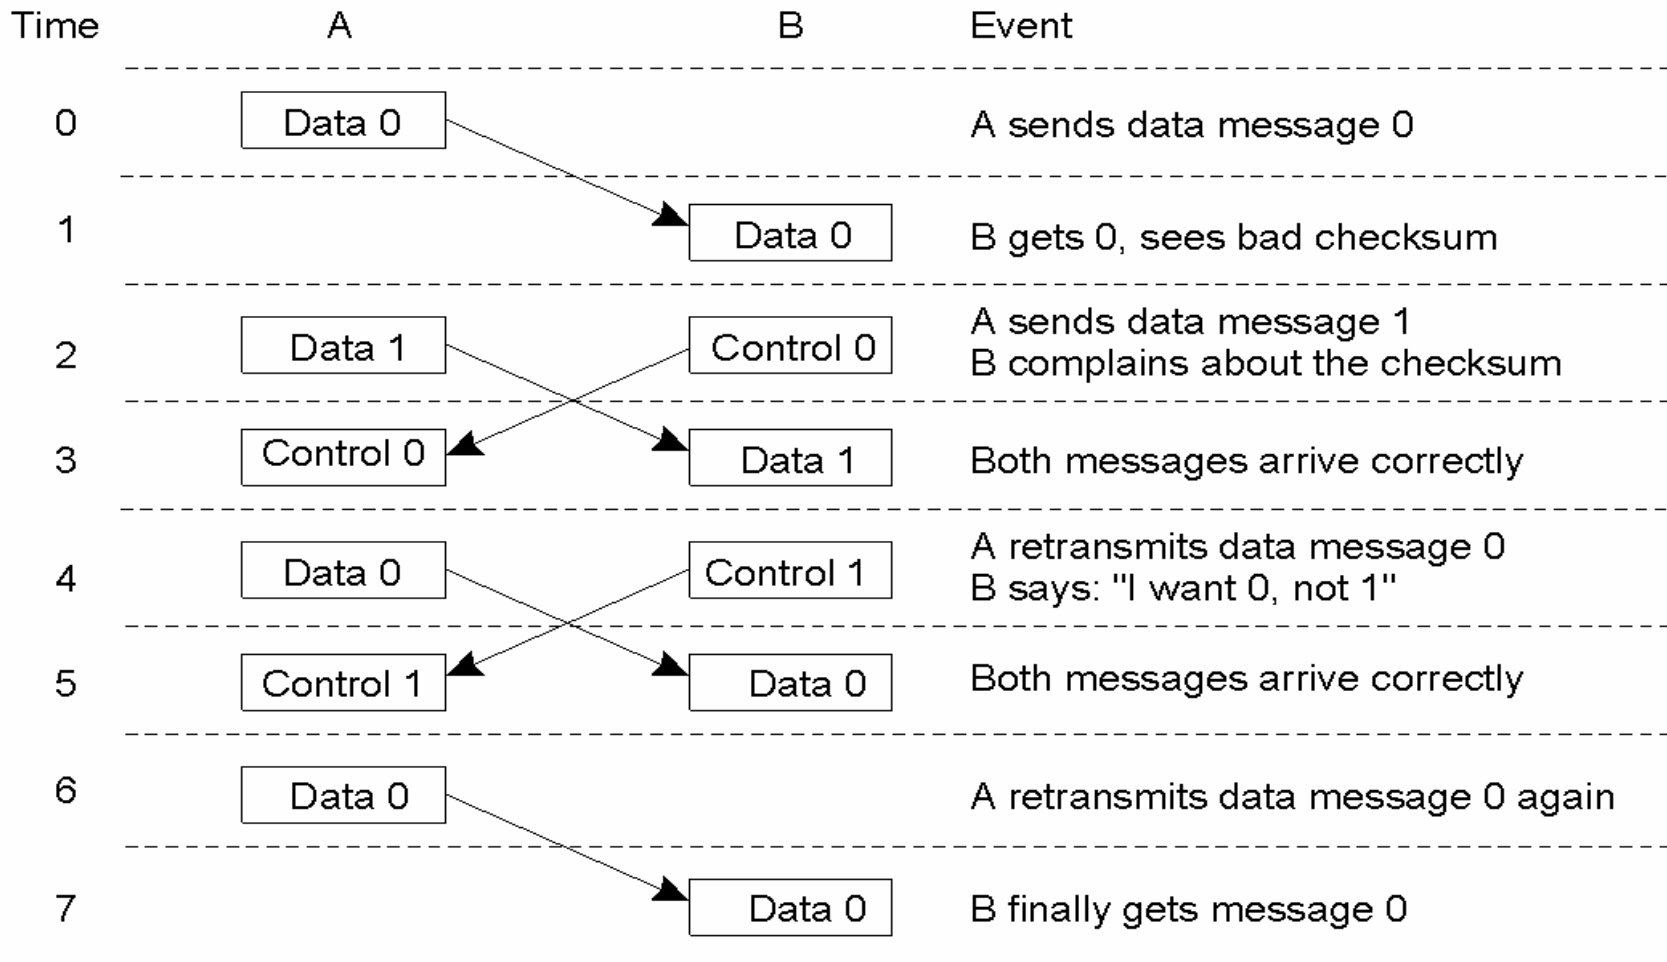 Time A B Event
0 Data 0 A sends data message 0
1 Data 0 B gets 0, sees bad checksum
2 Data 1 Control 0 A sends data message 1
B complains about the checksum
3 Control 0 Data 1 Both messages arrive correctly
4 Data 0 Control 1 A retransmits data message 0
B says: "I want 0, not 1"
5 Control 1 Data 0 Both messages arrive correctly
6 Data 0 A retransmits data message 0 again
7 Data 0 B finally gets message 0